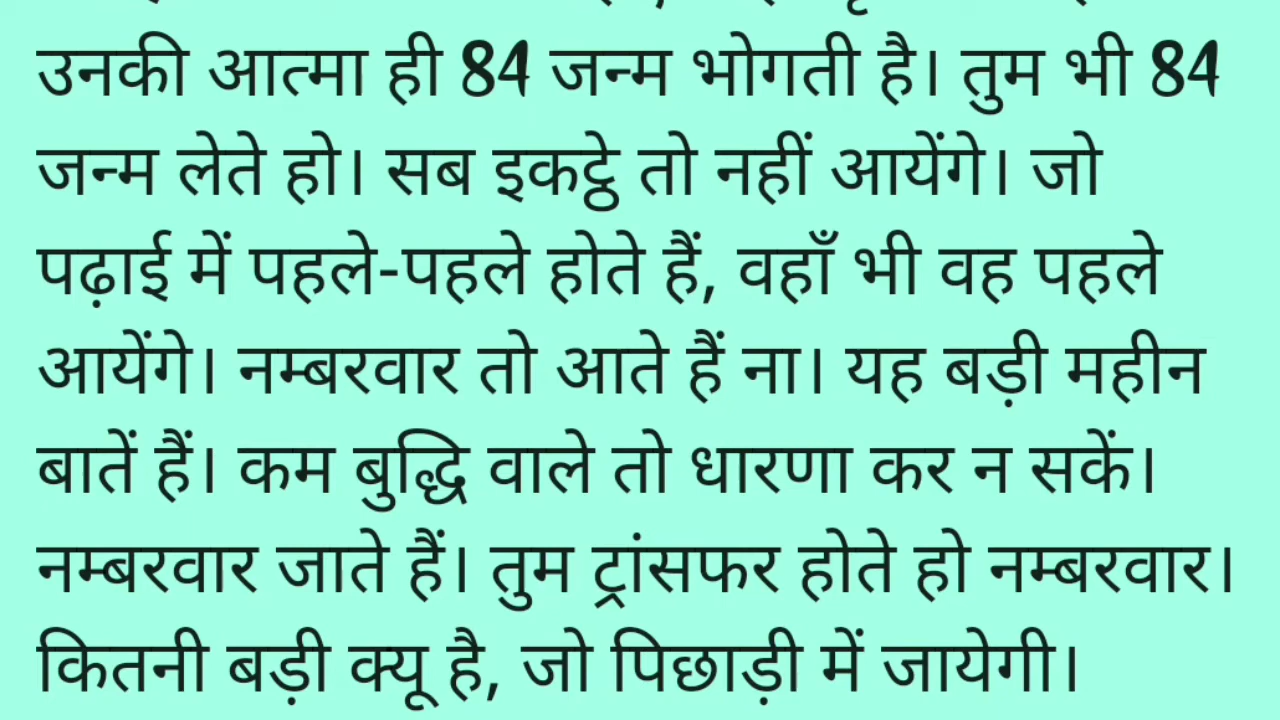 उनकी आत्मा ही 84 जन्म भोगती है। तुम भी 84
जन्म लेते हो। सब इकट्ठे तो नहीं आयेंगे। जो
पढ़ाई में पहले-पहले होते हैं, वहाँ भी वह पहले
आयेंगे। नम्बरवार तो आते हैं ना। यह बड़ी महीन
बातें हैं। कम बुद्धि वाले तो धारणा कर न सकें।
नम्बरवार जाते हैं। तुम ट्रांसफर होते हो नम्बरवार।
कितनी बड़ी क्यू है, जो पिछाड़ी में जायेगी।